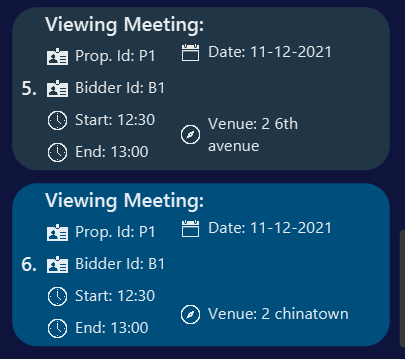 Viewing Meeting:
Prop. Id: P1
Date: 11-12-2021
5.
Bidder Id: B1
Start: 12:30
Venue: 2 6th
avenue
End: 13:00
Viewing Meeting:
Prop. Id: P1
Date: 11-12-2021
6.
Bidder Id: B1
Start: 12:30
Venue: 2 chinatown
End: 13:00